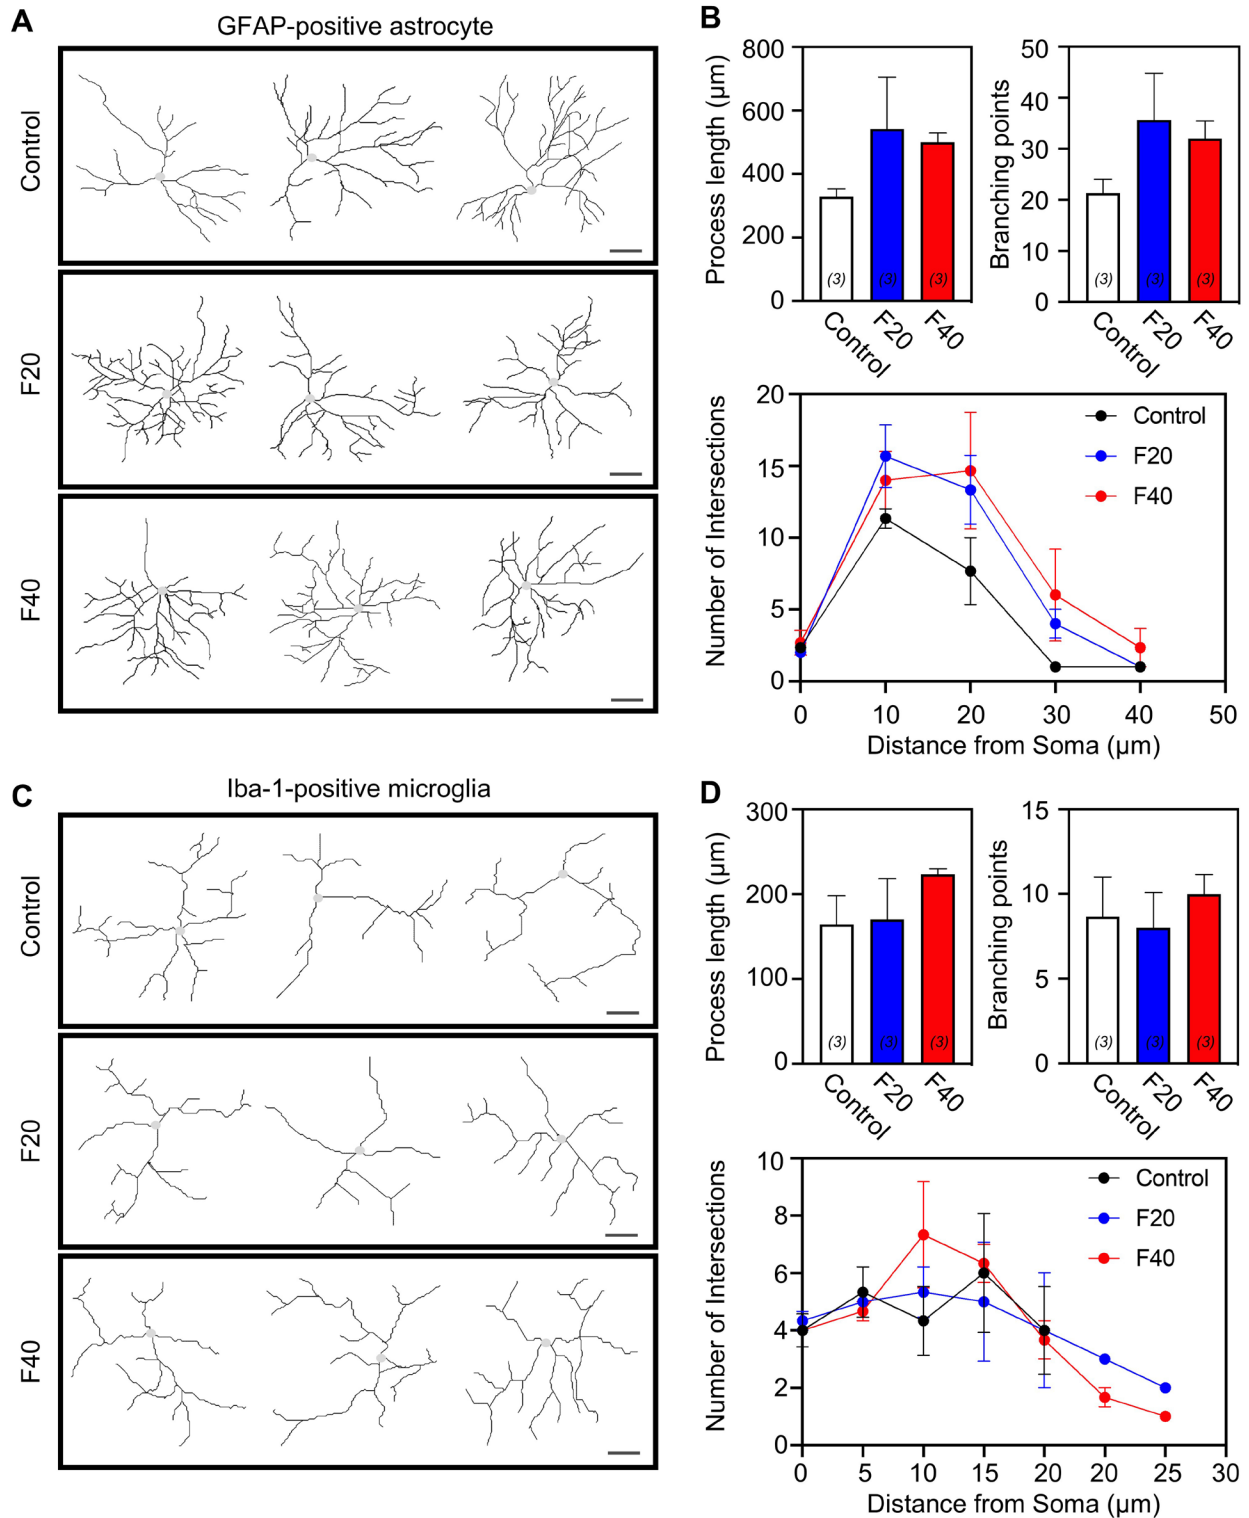 A
GFAP-positive astrocyte
Control
F20
F40
B
Process length (µm)
800
600
400
200
0
(3)
(3)
(3)
Control
F20
F40
Branching points
50
40
30
20
10
0
(3)
(3)
(3)
Control
F20
F40
Number of Intersections
20
15
10
5
0
Control
F20
F40
0 10 20 30 40 50
Distance from Soma (µm)
C
Iba-1-positive microglia
Control
F20
F40
D
Process length (µm)
300
200
100
0
(3)
(3)
(3)
Control
F20
F40
Branching points
15
10
5
0
(3)
(3)
(3)
Control
F20
F40
Number of Intersections
10
8
6
4
2
0
Control
F20
F40
0 5 10 15 20 20 25 30
Distance from Soma (µm)